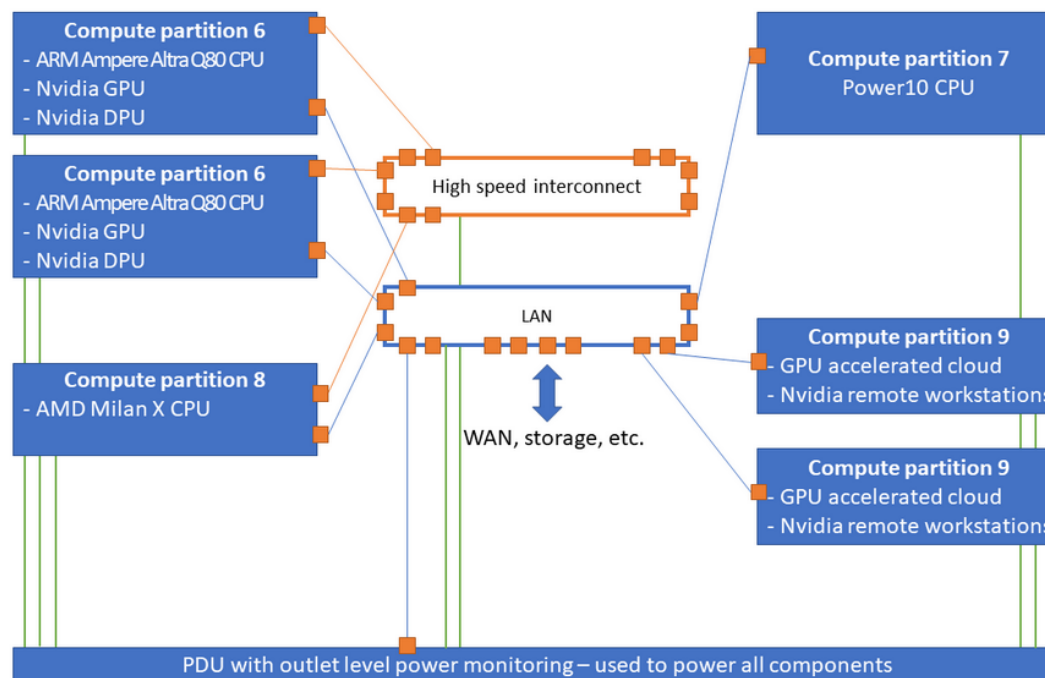 Compute partition 6
- ARM Ampere Altra Q80 CPU
- Nvidia GPU
- Nvidia DPU
Compute partition 6
- ARM Ampere Altra Q80 CPU
- Nvidia GPU
- Nvidia DPU
Compute partition 8
- AMD Milan X CPU
High speed interconnect
LAN
WAN, storage, etc.
Compute partition 7
Power10 CPU
Compute partition 9
- GPU accelerated cloud
- Nvidia remote workstations
Compute partition 9
- GPU accelerated cloud
- Nvidia remote workstations
PDU with outlet level power monitoring – used to power all components